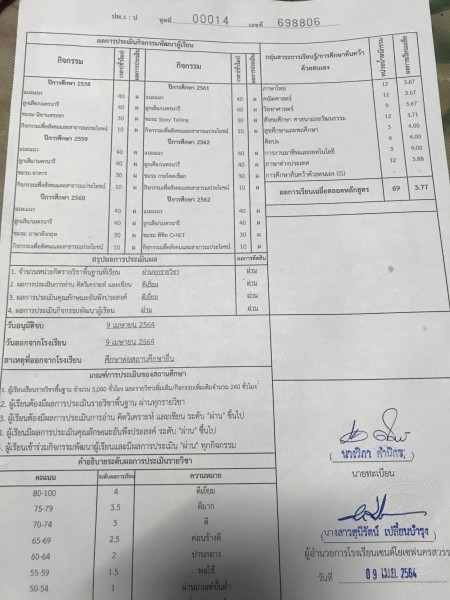 ปพ.1 : ป ชุดที่ 00014 เลขที่ 698806
ผลการประเมินกิจกรรมพัฒนาผู้เรียน
กิจกรรม เวลา(ชั่วโมง) ผลการประเมิน กิจกรรม เวลา(ชั่วโมง) ผลการประเมิน
ปีการศึกษา 2558 ปีการศึกษา 2561
แนะแนว 40 ผ แนะแนว 40 ผ
ลูกเสือ/เนตรนารี 40 ผ ลูกเสือ/เนตรนารี 40 ผ
ชมรม นิทานหรรษา 30 ผ ชมรม Story Telling 30 ผ
กิจกรรมเพื่อสังคมและสาธารณประโยชน์ 10 ผ กิจกรรมเพื่อสังคมและสาธารณประโยชน์ 10 ผ
ปีการศึกษา 2559 ปีการศึกษา 2562
แนะแนว 40 ผ แนะแนว 40 ผ
ลูกเสือ/เนตรนารี 40 ผ ลูกเสือ/เนตรนารี 40 ผ
ชมรม อาหาร 30 ผ ชมรม 30 ผ
กิจกรรมเพื่อสังคมและสาธารณประโยชน์ 10 ผ กิจกรรมเพื่อสังคมและสาธารณประโยชน์ 10 ผ
ปีการศึกษา 2560 ปีการศึกษา 2562
แนะแนว 40 ผ แนะแนว 40 ผ
ลูกเสือ/เนตรนารี 40 ผ ลูกเสือ/เนตรนารี 40 ผ
ชมรม ภาษาอังกฤษ 30 ผ ชมรม พิชิต O-NET 30 ผ
กิจกรรมเพื่อสังคมและสาธารณประโยชน์ 10 ผ กิจกรรมเพื่อสังคมและสาธารณประโยชน์ 10 ผ
กลุ่มสาระการเรียนรู้/การศึกษาค้นคว้าด้วยตนเอง หน่วยน้ำหนักรวม ผลการเรียนเฉลี่ย
ภาษาไทย 12 3.67
คณิตศาสตร์ 12 3.67
วิทยาศาสตร์ 9 3.67
สังคมศึกษา ศาสนาและวัฒนธรรม 12 3.67
สุขศึกษาและพลศึกษา 3 4.00
ศิลปะ 6 4.00
การงานอาชีพและเทคโนโลยี 3 4.00
ภาษาต่างประเทศ 12 3.88
การศึกษาค้นคว้าด้วยตนเอง (IS)
ผลการเรียนเฉลี่ยตลอดหลักสูตร 69 3.77
สรุปผลการประเมินผล ผลการตัดสิน
1. จำนวนหน่วยกิตรายวิชาพื้นฐานที่เรียน ผ่านทุกรายวิชา ผ่าน
2. ผลการประเมินการอ่าน คิดวิเคราะห์ และเขียน ดีเยี่ยม ผ่าน
3. ผลการประเมินคุณลักษณะอันพึงประสงค์ ดีเยี่ยม ผ่าน
4. ผลการประเมินกิจกรรมพัฒนาผู้เรียน ผ่าน ผ่าน
วันอนุมัติจบ 9 เมษายน 2564
วันออกจากโรงเรียน 9 เมษายน 2564
สาเหตุที่ออกจากโรงเรียน ศึกษาต่อสถานศึกษาอื่น
เกณฑ์การประเมินของสถานศึกษา
1. ผู้เรียนเรียนรายวิชาพื้นฐาน จำนวน 5,040 ชั่วโมง และรายวิชาเพิ่มเติม/กิจกรรมเพิ่มเติมจำนวน 240 ชั่วโมง
2. ผู้เรียนต้องมีผลการประเมินรายวิชาพื้นฐาน ผ่านทุกรายวิชา
3. ผู้เรียนต้องมีผลการประเมินการอ่าน คิดวิเคราะห์ และเขียน ระดับ "ผ่าน" ขึ้นไป
ผู้เรียนมีผลการประเมินคุณลักษณะอันพึงประสงค์ ระดับ "ผ่าน" ขึ้นไป
ผู้เรียนเข้าร่วมกิจกรรมพัฒนาผู้เรียนและมีผลการประเมิน "ผ่าน" ทุกกิจกรรม
คำอธิบายระดับผลการประเมินรายวิชา
คะแนน ระดับผลการเรียน ความหมาย
80-100 4 ดีเยี่ยม
75-79 3.5 ดีมาก
70-74 3 ดี
65-69 2.5 ค่อนข้างดี
60-64 2 ปานกลาง
55-59 1.5 พอใช้
50-54 1 ผ่านเกณฑ์ขั้นต่ำ
นายทะเบียน
(นางสาวสุนีรัตน์ เปลี่ยนบำรุง)
ผู้อำนวยการโรงเรียนเซนต์โยเซฟนครสวรรค์
วันที่ 09 เม.ย. 2564